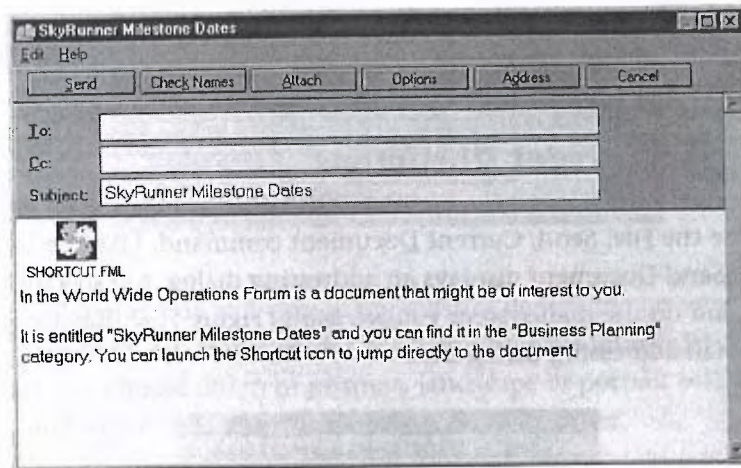 SkyRunner Milestone Dates
Edit Help
Send Check Names Attach Options Address Cancel
To:
Cc:
Subject: SkyRunner Milestone Dates
SHORTCUT.FML
In the World Wide Operations Forum is a document that might be of interest to you.
It is entitled "SkyRunner Milestone Dates" and you can find it in the "Business Planning"
category. You can launch the Shortcut icon to jump directly to the document.